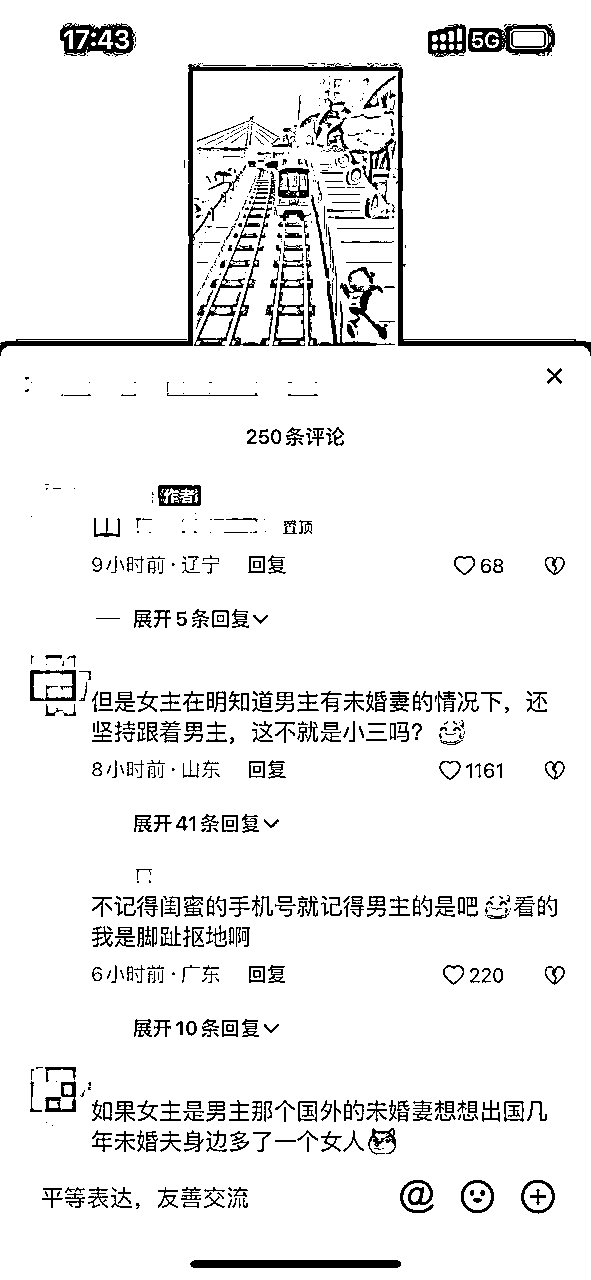 17:43
5G
250条评论
作者
置顶
9小时前·辽宁 回复
68
展开5条回复
但是女主在明知道男主有未婚妻的情况下，还
坚持跟着男主，这不就是小三吗？
8小时前·山东 回复
1161
展开41条回复
不记得闺蜜的手机号就记得男主的是吧😅看的
我是脚趾抠地啊
6小时前·广东 回复
220
展开10条回复
如果女主是男主那个国外的未婚妻想想出国几
年未婚夫身边多了一个女人
平等表达，友善交流